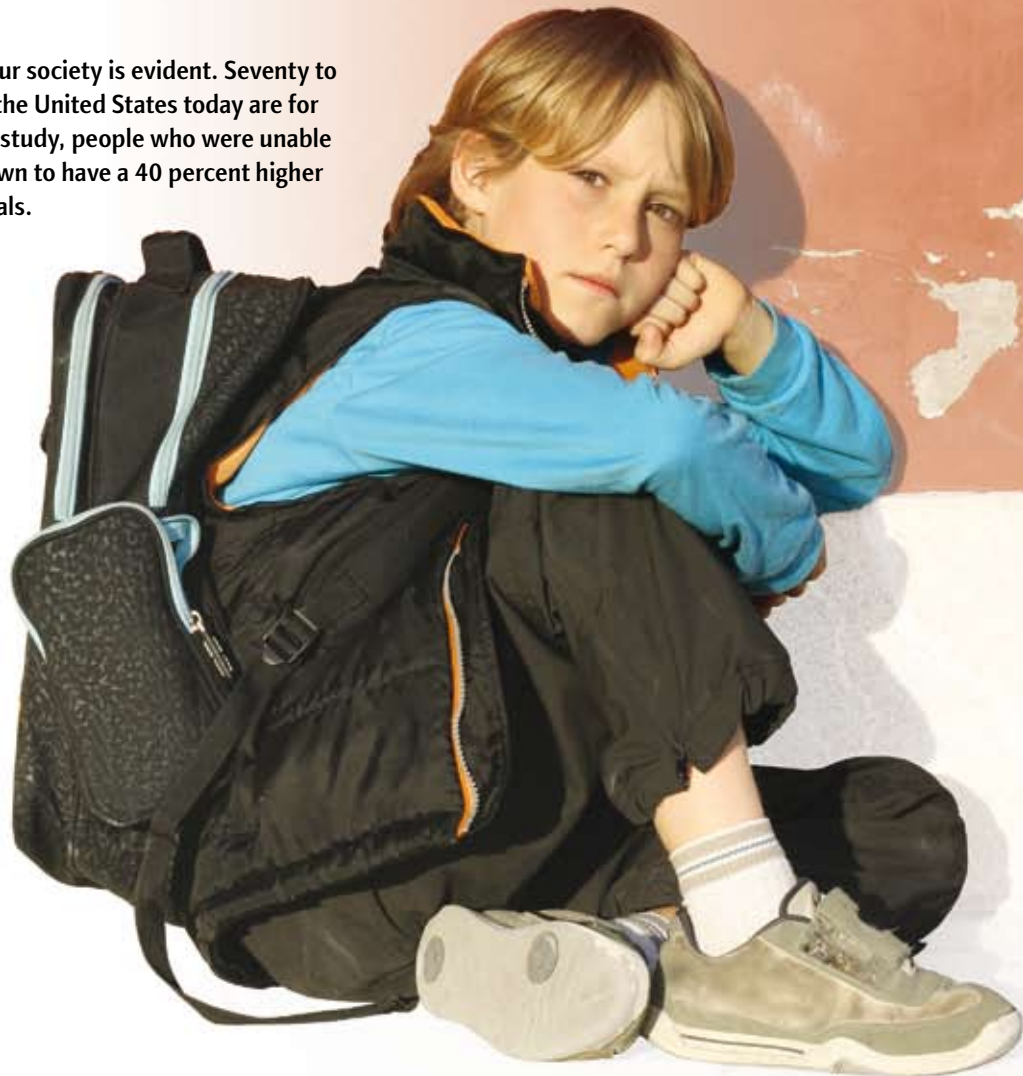 ur society is evident. Seventy to
the United States today are for
study, people who were unable
wn to have a 40 percent higher
als.